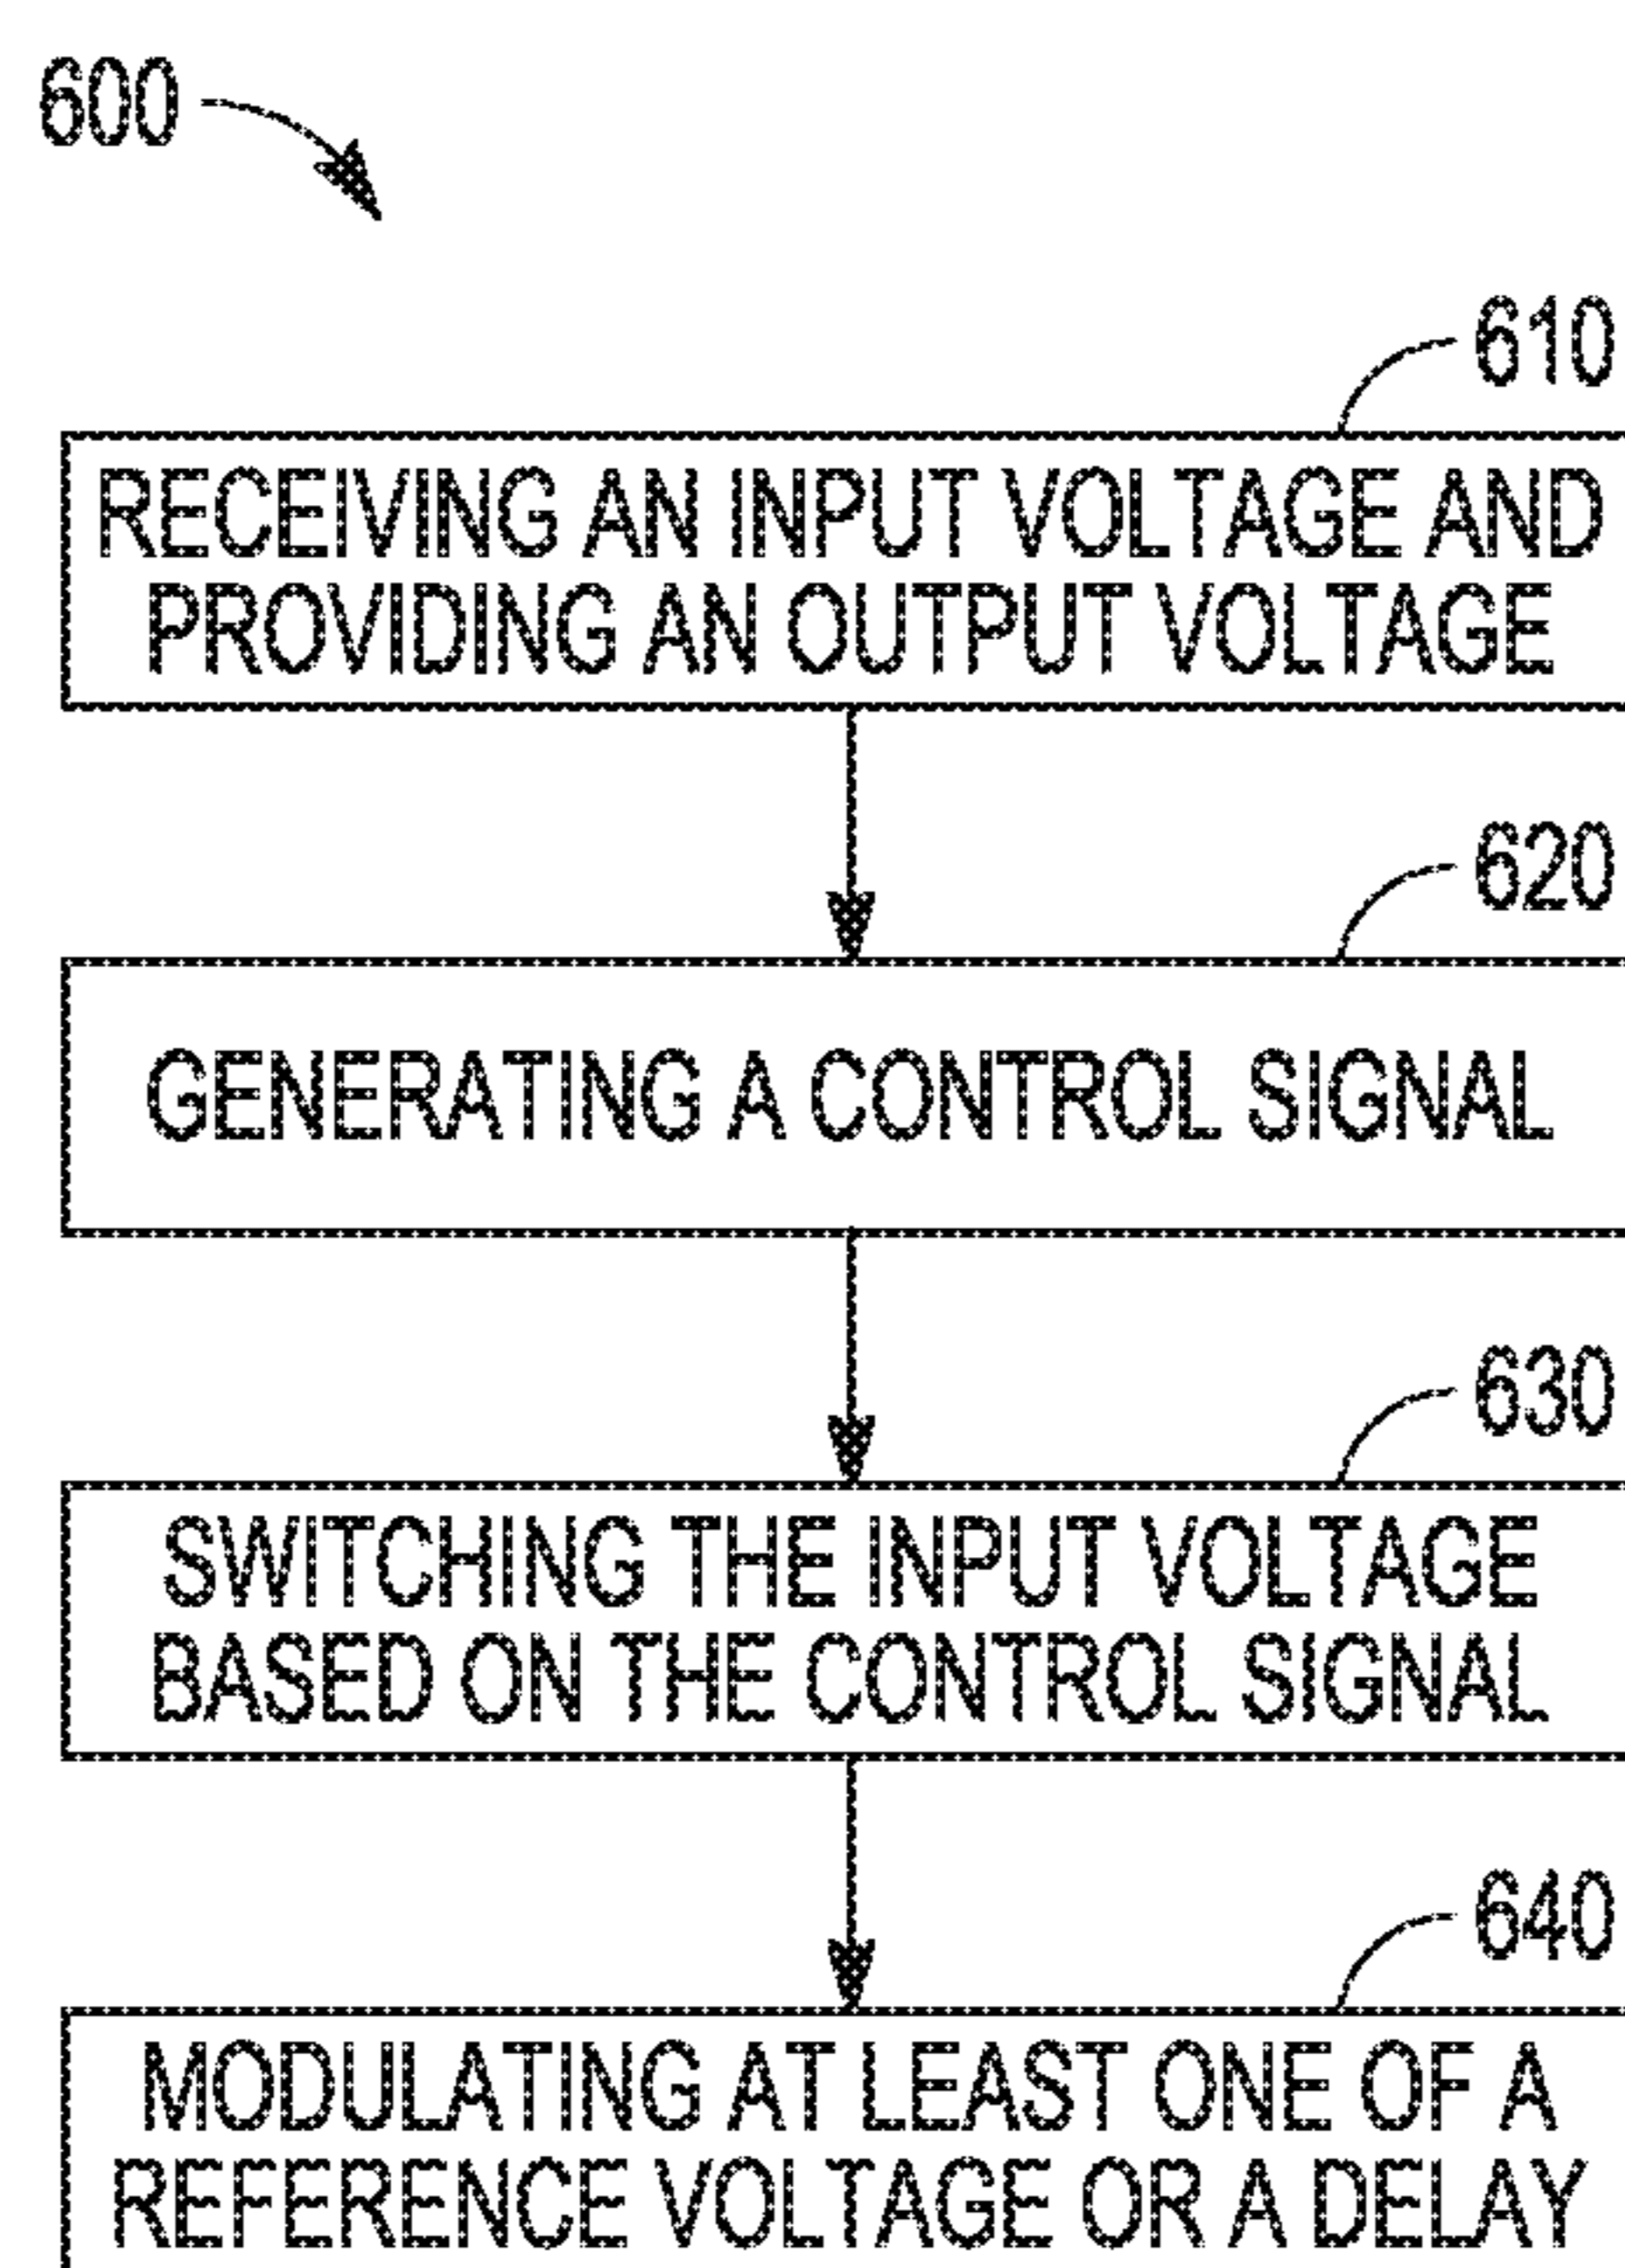 600
610
RECEIVING AN INPUT VOLTAGE AND
PROVIDING AN OUTPUT VOLTAGE
620
GENERATING A CONTROL SIGNAL
630
SWITCHING THE INPUT VOLTAGE
BASED ON THE CONTROL SIGNAL
640
MODULATING AT LEAST ONE OF A
REFERENCE VOLTAGE OR A DELAY